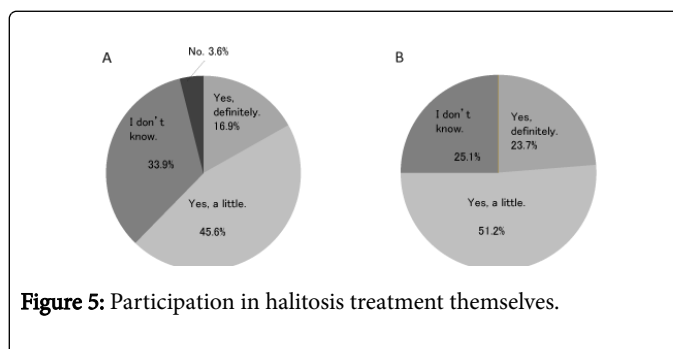 A
No. 3.6%
Yes,
definitely.
16.9%
I don't
know.
33.9%
Yes, a little.
45.6%
B
Yes,
definitely.
23.7%
I don't
know.
25.1%
Yes, a little.
51.2%
Figure 5: Participation in halitosis treatment themselves.